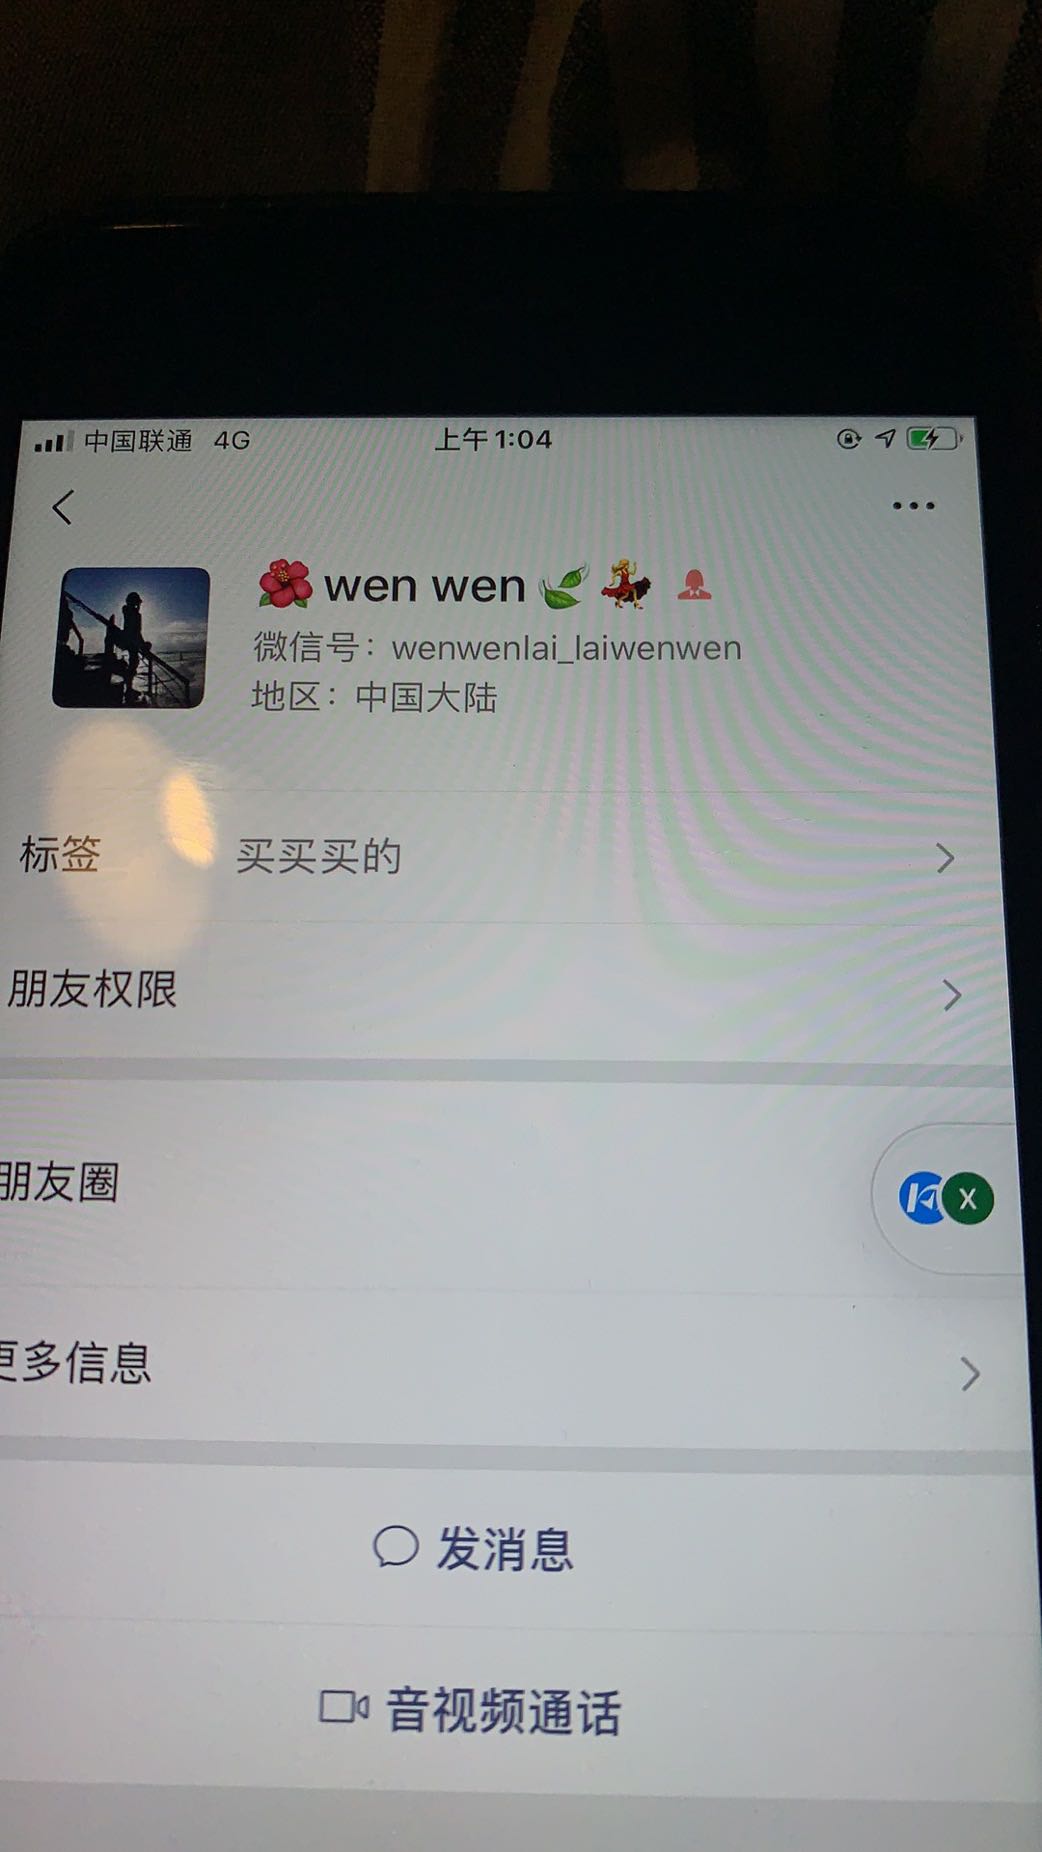 中国联通 4G 上午1:04
wen wen
微信号：wenwenlai_laiwenwen
地区：中国大陆
标签 买买买的
朋友权限
朋友圈
X
更多信息
发消息
音视频通话